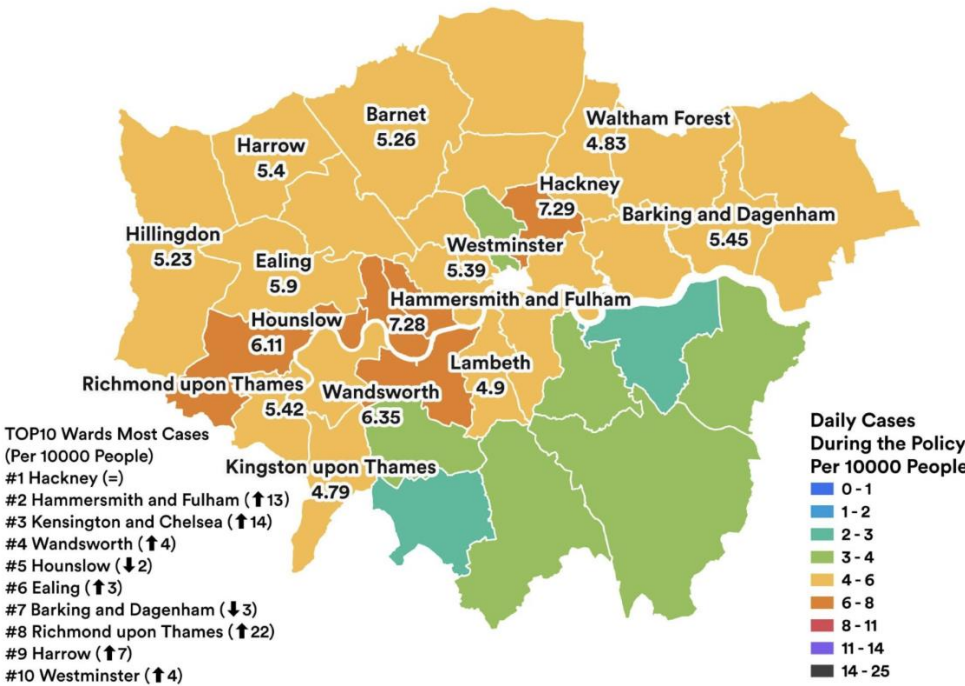 Barnet
5.26
Waltham Forest
4.83
Harrow
5.4
Hackney
7.29
Barking and Dagenham
5.45
Hillingdon
5.23
Westminster
5.39
Ealing
5.9
Hammersmith and Fulham
7.28
Hounslow
6.11
Lambeth
4.9
Richmond upon Thames
5.42
Wandsworth
6.35
Kingston upon Thames
4.79
TOP10 Wards Most Cases
(Per 10000 People)
#1 Hackney (=)
#2 Hammersmith and Fulham (⬆13)
#3 Kensington and Chelsea (⬆14)
#4 Wandsworth (⬆4)
#5 Hounslow (⬇2)
#6 Ealing (⬆3)
#7 Barking and Dagenham (⬇3)
#8 Richmond upon Thames (⬆22)
#9 Harrow (⬆7)
#10 Westminster (⬆4)
Daily Cases
During the Policy
Per 10000 People
0 - 1
1 - 2
2 - 3
3 - 4
4 - 6
6 - 8
8 - 11
11 - 14
14 - 25